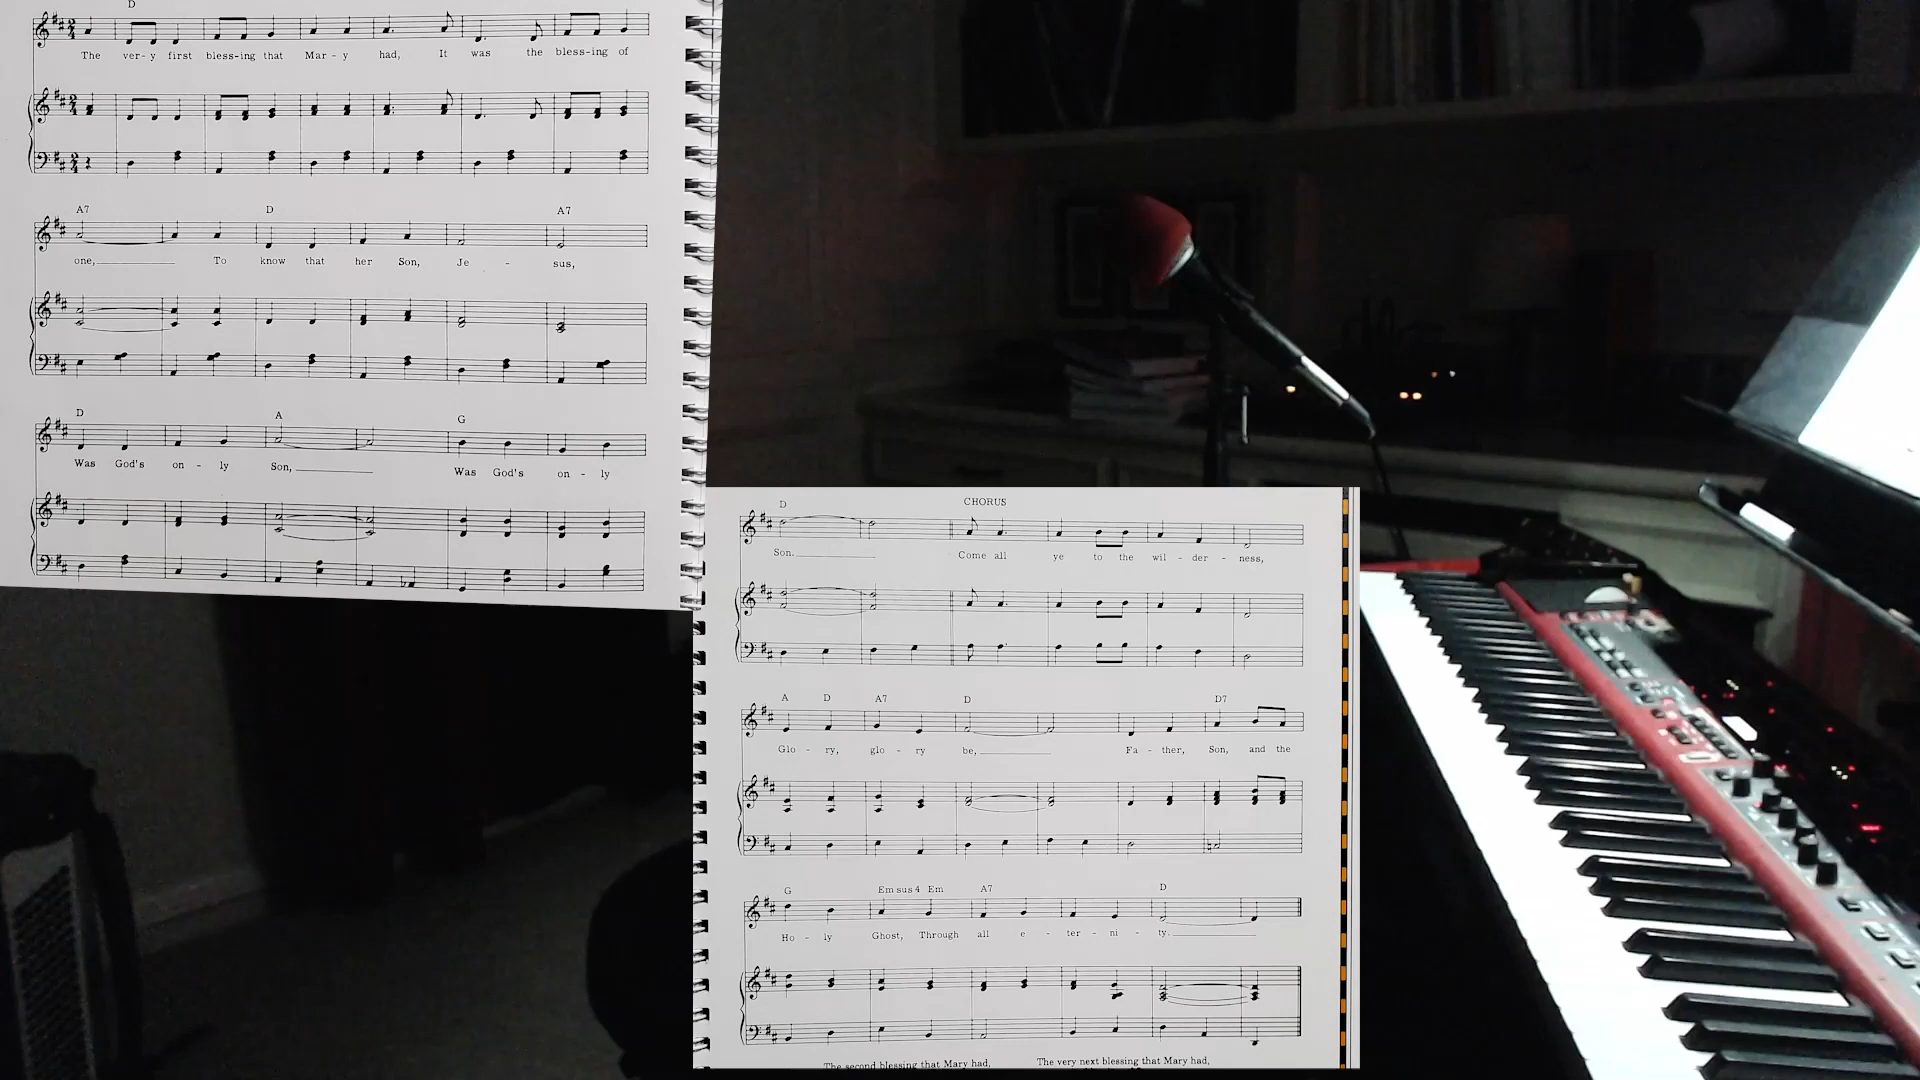 D
The ver - y first bless - ing that Mar - y had, It was the bless - ing of
A7 D A7
one, To know that her Son, Je - sus,
D A G
Was God's on - ly Son, Was God's on - ly
D CHORUS
Son. Come all ye to the wil - der - ness,
A D A7 D D7
Glo - ry, glo - ry be, Fa - ther, Son, and the
G Em sus 4 Em A7 D
Ho - ly Ghost, Through all e - ter - ni - ty.
The second blessing that Mary had, The very next blessing that Mary had,